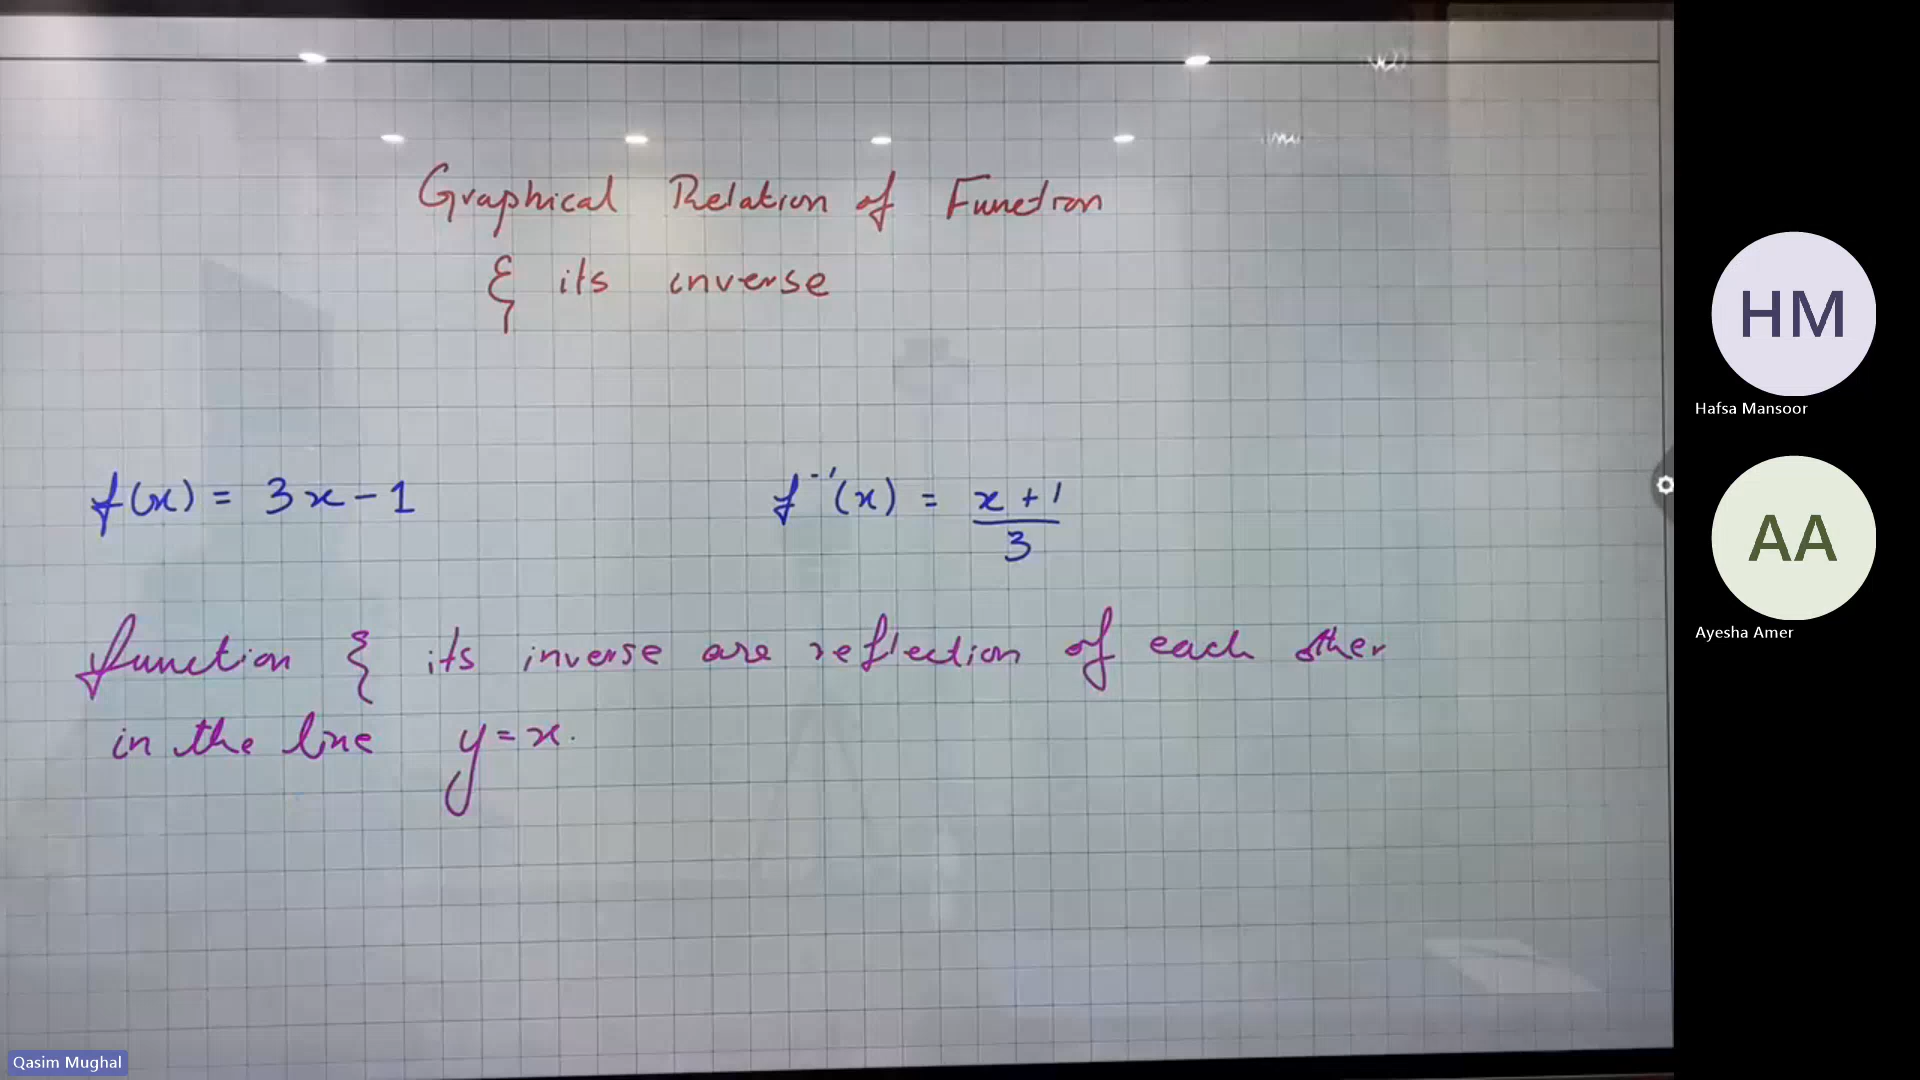 Graphical Relation of Function
& its inverse
f(x) = 3x - 1
f⁻¹(x) = x + 1
3
function & its inverse are reflection of each other
in the line y = x.
HM
Hafsa Mansoor
AA
Ayesha Amer
Qasim Mughal